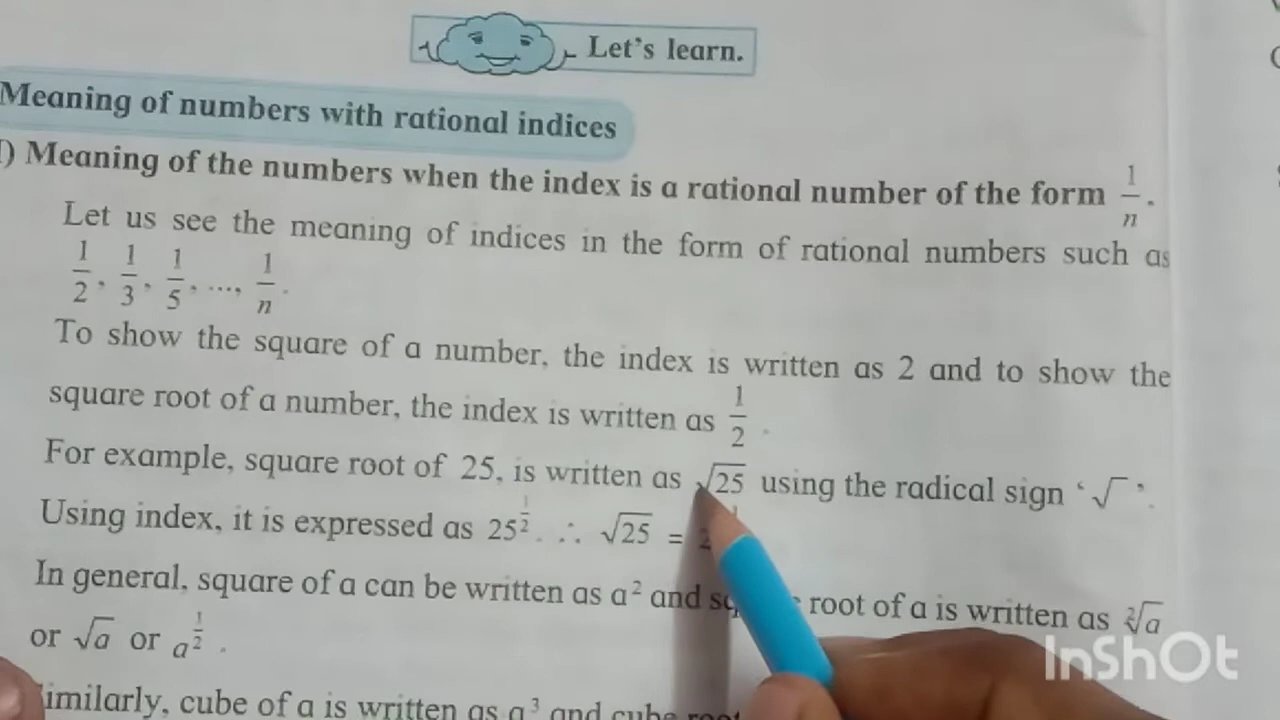 Let's learn.
Meaning of numbers with rational indices
) Meaning of the numbers when the index is a rational number of the form 1/n.
Let us see the meaning of indices in the form of rational numbers such as
1/2, 1/3, 1/5, ..., 1/n.
To show the square of a number, the index is written as 2 and to show the
square root of a number, the index is written as 1/2.
For example, square root of 25, is written as √25 using the radical sign ‘√ ’.
Using index, it is expressed as 25^(1/2). ∴ √25 =
In general, square of a can be written as a² and root of a is written as ²√a
or √a or a^(1/2).
Similarly, cube of a is written as a³ and cube root
InShOt